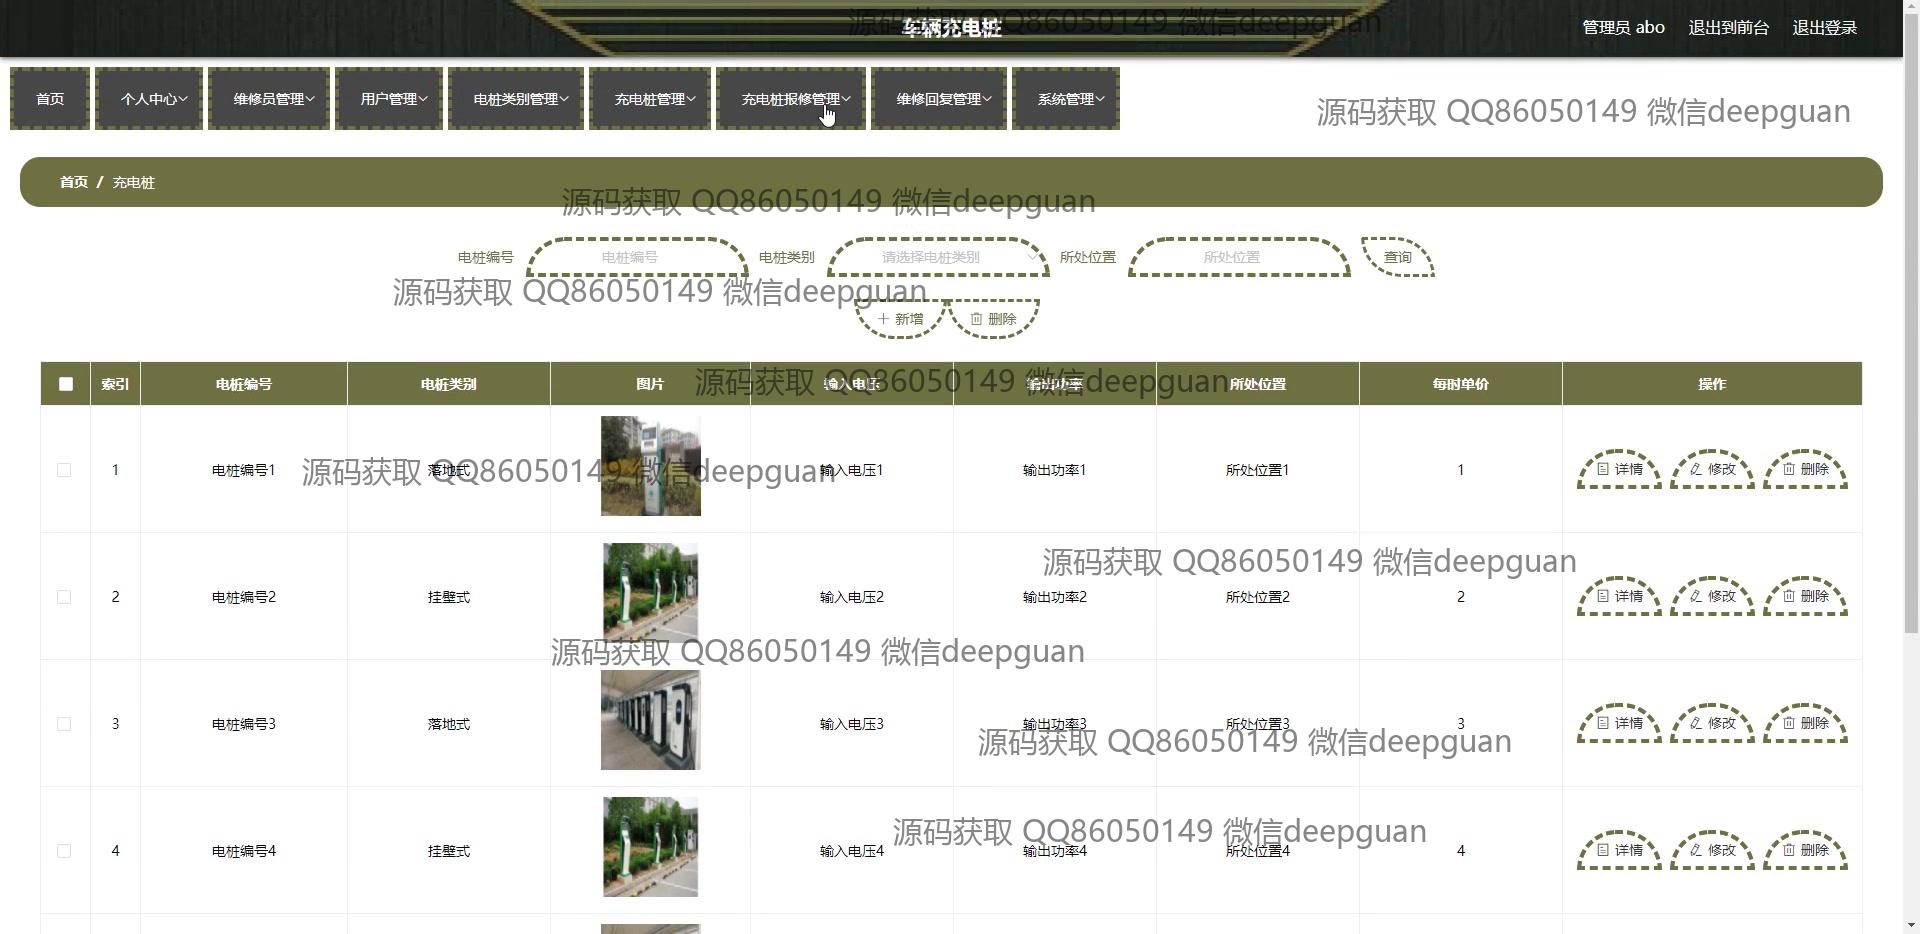 车辆充电桩
源码获取 QQ86050149 微信deepguan
管理员 abo 退出到前台 退出登录
首页 个人中心 维修员管理 用户管理 电桩类别管理 充电桩管理 充电桩报修管理 维修回复管理 系统管理
源码获取 QQ86050149 微信deepguan
首页 / 充电桩
源码获取 QQ86050149 微信deepguan
电桩编号 电桩编号 电桩类别 请选择电桩类别 所处位置 所处位置 查询
源码获取 QQ86050149 微信deepguan
新增 删除
索引 电桩编号 电桩类别 图片 输入电压 输出功率 所处位置 每时单价 操作
源码获取 QQ86050149 微信deepguan
1 电桩编号1 落地式 输入电压1 输出功率1 所处位置1 1 详情 修改 删除
源码获取 QQ86050149 微信deepguan
源码获取 QQ86050149 微信deepguan
2 电桩编号2 挂壁式 输入电压2 输出功率2 所处位置2 2 详情 修改 删除
源码获取 QQ86050149 微信deepguan
3 电桩编号3 落地式 输入电压3 输出功率3 所处位置3 3 详情 修改 删除
源码获取 QQ86050149 微信deepguan
源码获取 QQ86050149 微信deepguan
4 电桩编号4 挂壁式 输入电压4 输出功率4 所处位置4 4 详情 修改 删除